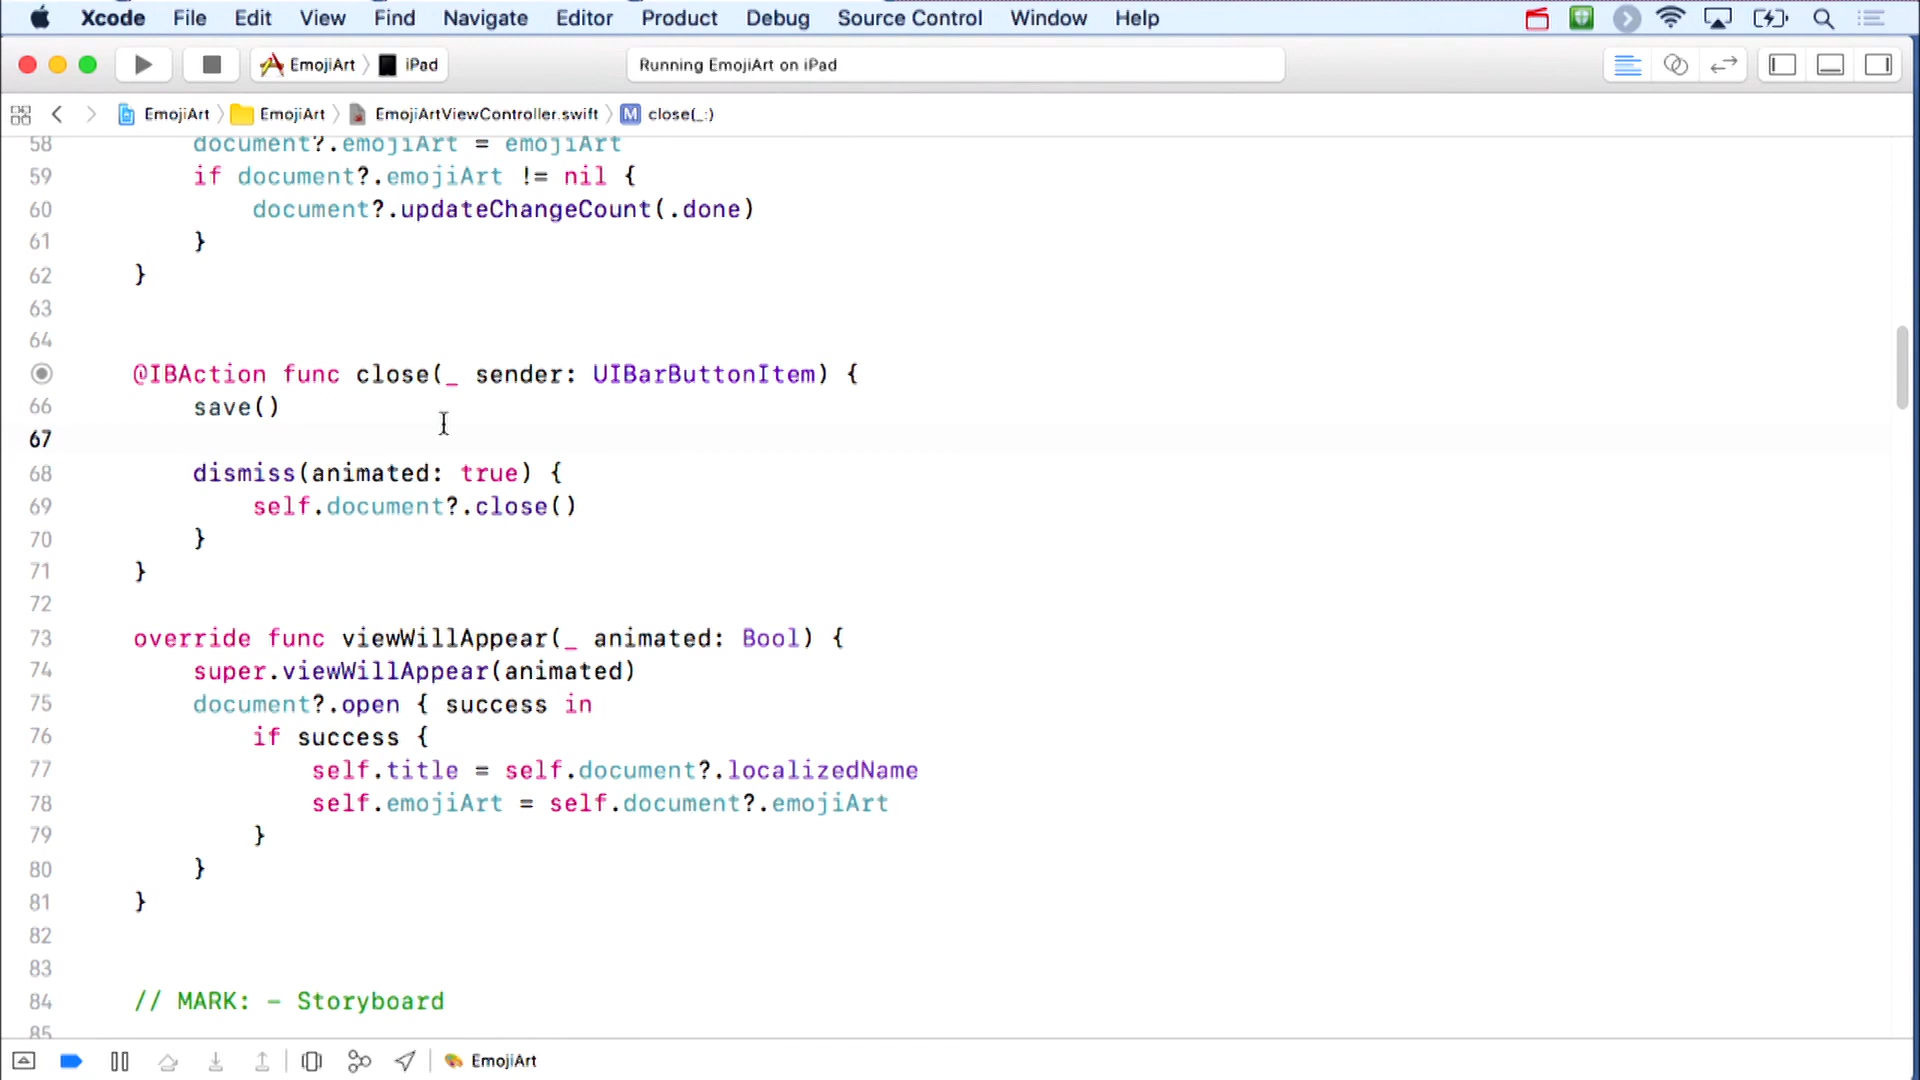 Xcode File Edit View Find Navigate Editor Product Debug Source Control Window Help
EmojiArt iPad Running EmojiArt on iPad
EmojiArt EmojiArt EmojiArtViewController.swift M close(_:)
58 document?.emojiArt = emojiArt
59 if document?.emojiArt != nil {
60 document?.updateChangeCount(.done)
61 }
62 }
63
64
@IBAction func close(_ sender: UIBarButtonItem) {
66 save()
67
68 dismiss(animated: true) {
69 self.document?.close()
70 }
71 }
72
73 override func viewWillAppear(_ animated: Bool) {
74 super.viewWillAppear(animated)
75 document?.open { success in
76 if success {
77 self.title = self.document?.localizedName
78 self.emojiArt = self.document?.emojiArt
79 }
80 }
81 }
82
83
84 // MARK: - Storyboard
85
EmojiArt